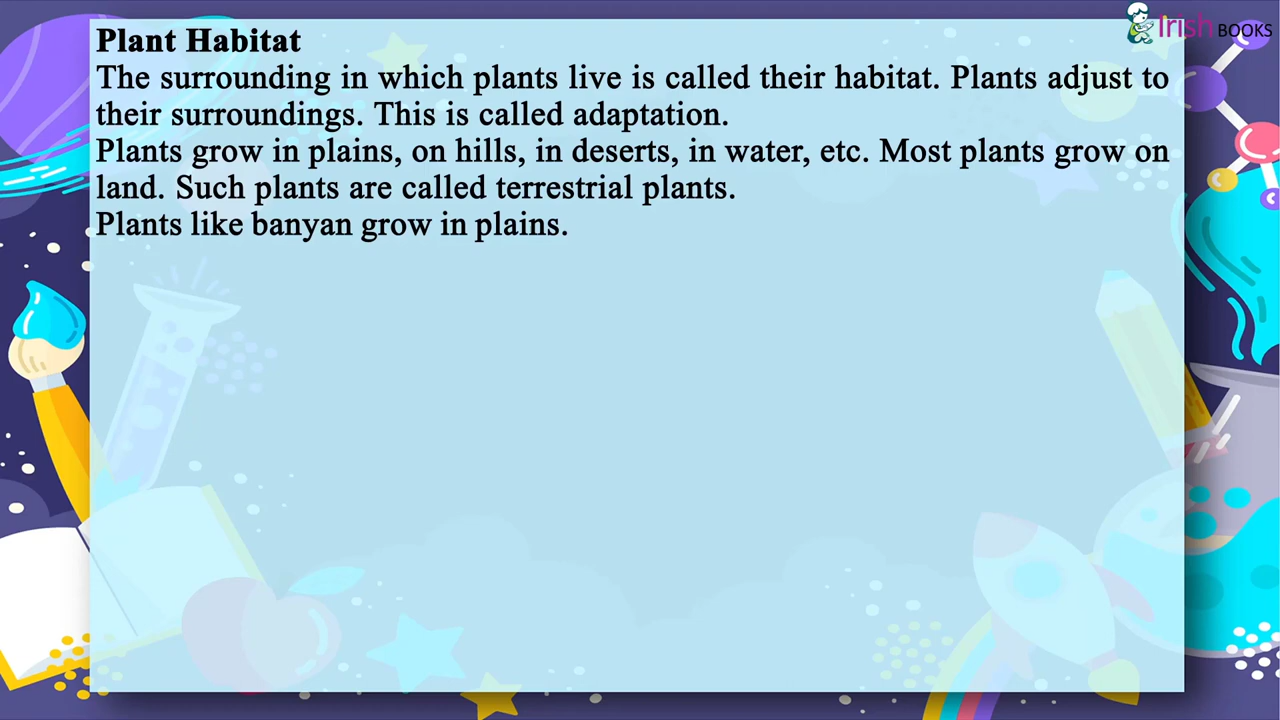 Irish BOOKS
Plant Habitat
The surrounding in which plants live is called their habitat. Plants adjust to
their surroundings. This is called adaptation.
Plants grow in plains, on hills, in deserts, in water, etc. Most plants grow on
land. Such plants are called terrestrial plants.
Plants like banyan grow in plains.